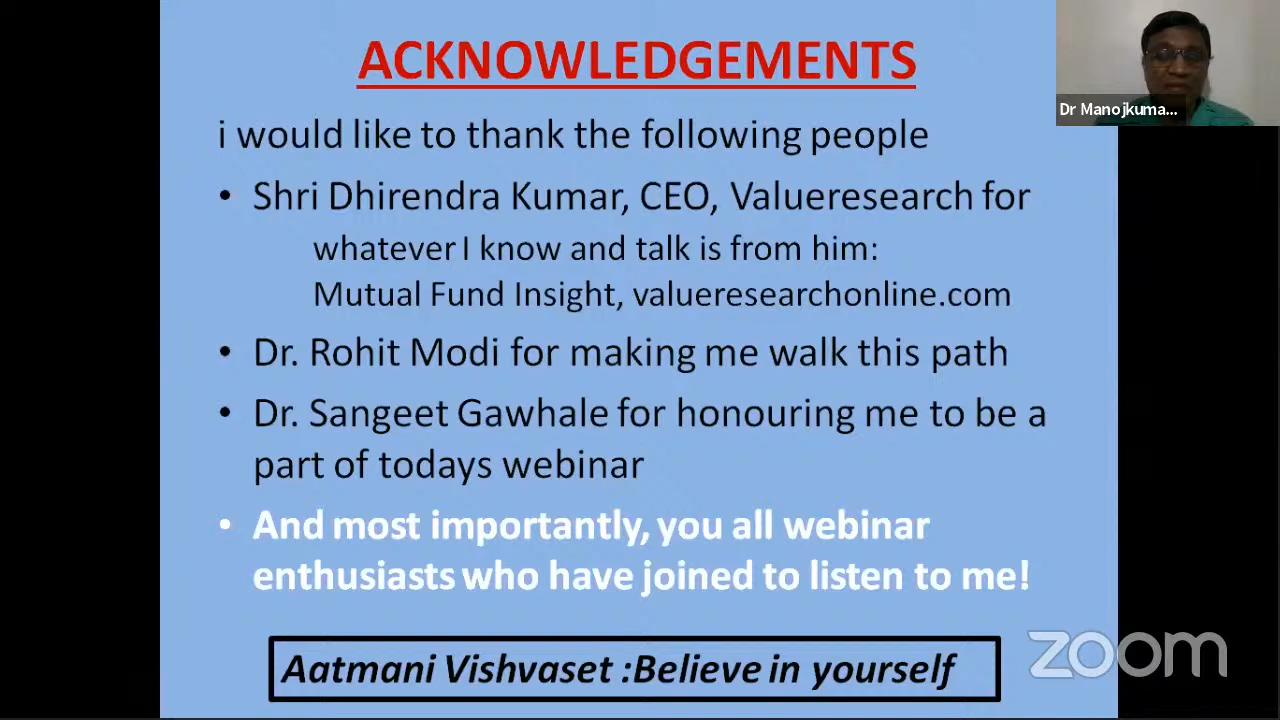 ACKNOWLEDGEMENTS
i would like to thank the following people
• Shri Dhirendra Kumar, CEO, Valueresearch for
whatever I know and talk is from him:
Mutual Fund Insight, valueresearchonline.com
• Dr. Rohit Modi for making me walk this path
• Dr. Sangeet Gawhale for honouring me to be a
part of todays webinar
• And most importantly, you all webinar
enthusiasts who have joined to listen to me!
Aatmani Vishvaset :Believe in yourself
Dr Manojkuma...
zoom